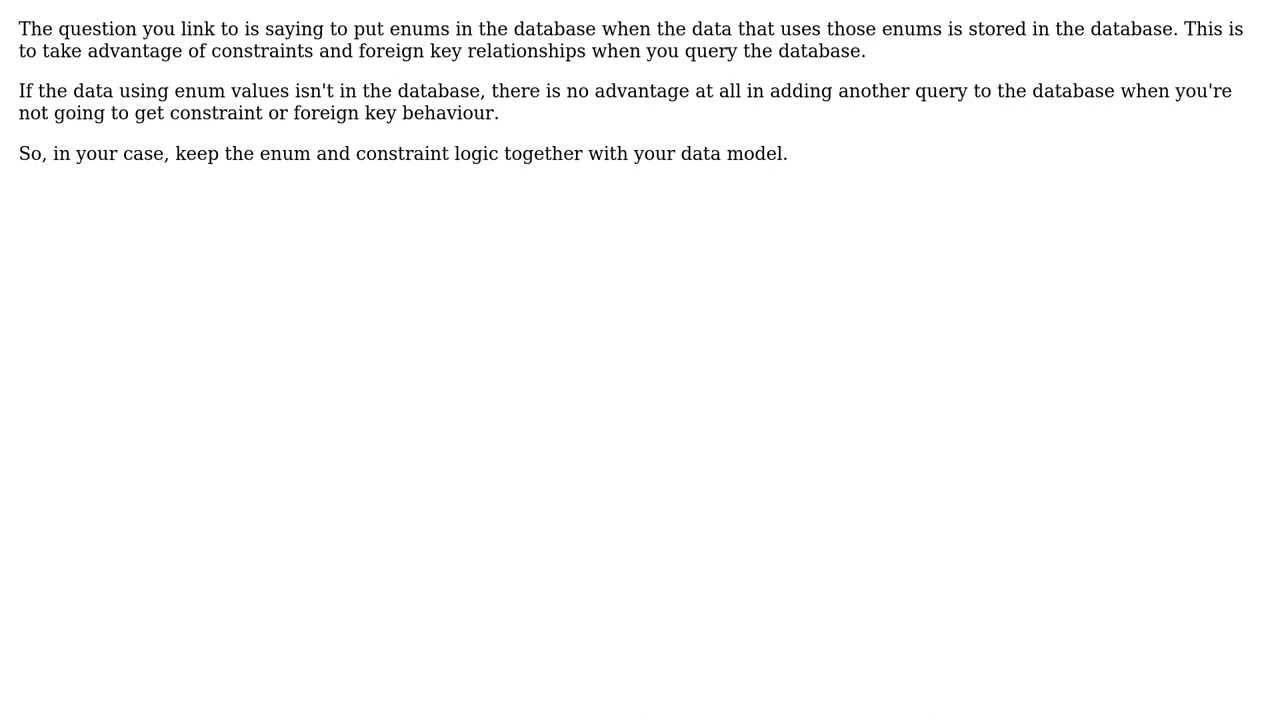 The question you link to is saying to put enums in the database when the data that uses those enums is stored in the database. This is
to take advantage of constraints and foreign key relationships when you query the database.
If the data using enum values isn't in the database, there is no advantage at all in adding another query to the database when you're
not going to get constraint or foreign key behaviour.
So, in your case, keep the enum and constraint logic together with your data model.